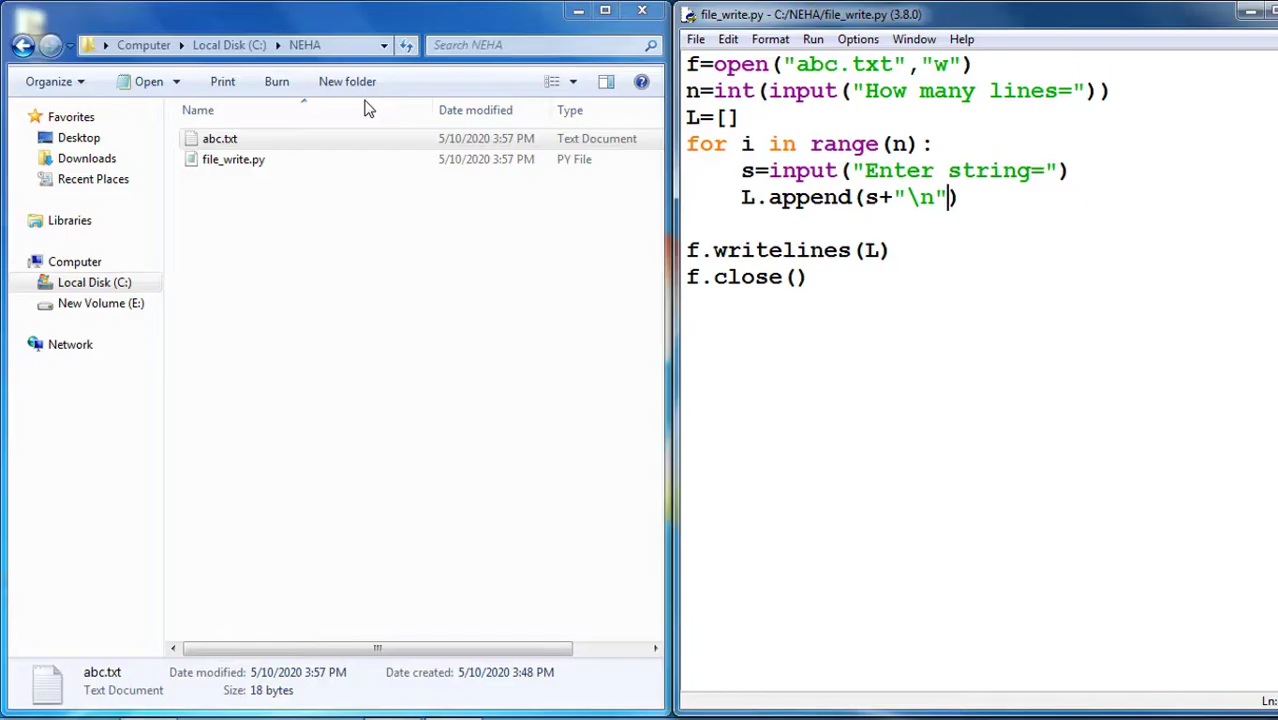 Computer Local Disk (C:) NEHA Search NEHA
Organize Open Print Burn New folder
Name Date modified Type
Favorites
Desktop
Downloads
Recent Places
Libraries
Computer
Local Disk (C:)
New Volume (E:)
Network
abc.txt 5/10/2020 3:57 PM Text Document
file_write.py 5/10/2020 3:57 PM PY File
abc.txt Date modified: 5/10/2020 3:57 PM Date created: 5/10/2020 3:48 PM
Text Document Size: 18 bytes
file_write.py - C:/NEHA/file_write.py (3.8.0)
File Edit Format Run Options Window Help
f=open("abc.txt","w")
n=int(input("How many lines="))
L=[]
for i in range(n):
    s=input("Enter string=")
    L.append(s+"\n")
f.writelines(L)
f.close()
Ln: